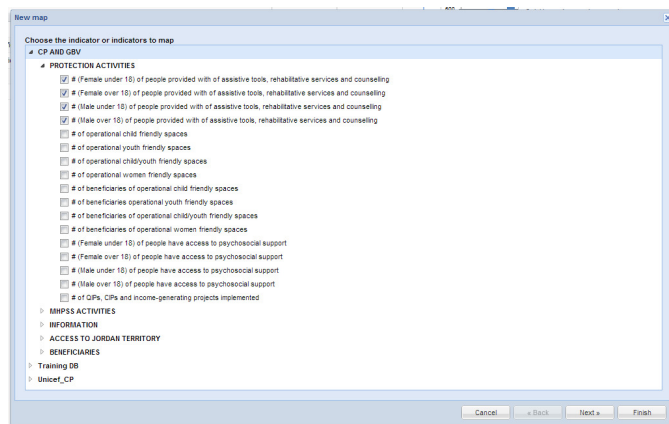 New map
Choose the indicator or indicators to map
CP AND GBV
PROTECTION ACTIVITIES
# (Female under 18) of people provided with of assistive tools, rehabilitative services and counselling
# (Female over 18) of people provided with of assistive tools, rehabilitative services and counselling
# (Male under 18) of people provided with of assistive tools, rehabilitative services and counselling
# (Male over 18) of people provided with of assistive tools, rehabilitative services and counselling
# of operational child friendly spaces
# of operational youth friendly spaces
# of operational child/youth friendly spaces
# of operational women friendly spaces
# of beneficiaries of operational child friendly spaces
# of beneficiaries operational youth friendly spaces
# of beneficiaries of operational child/youth friendly spaces
# of beneficiaries of operational women friendly spaces
# (Female under 18) of people have access to psychosocial support
# (Female over 18) of people have access to psychosocial support
# (Male under 18) of people have access to psychosocial support
# (Male over 18) of people have access to psychosocial support
# of QIPs, CIPs and income-generating projects implemented
MHPSS ACTIVITIES
INFORMATION
ACCESS TO JORDAN TERRITORY
BENEFICIARIES
Training DB
Unicef_CP
Cancel « Back Next » Finish